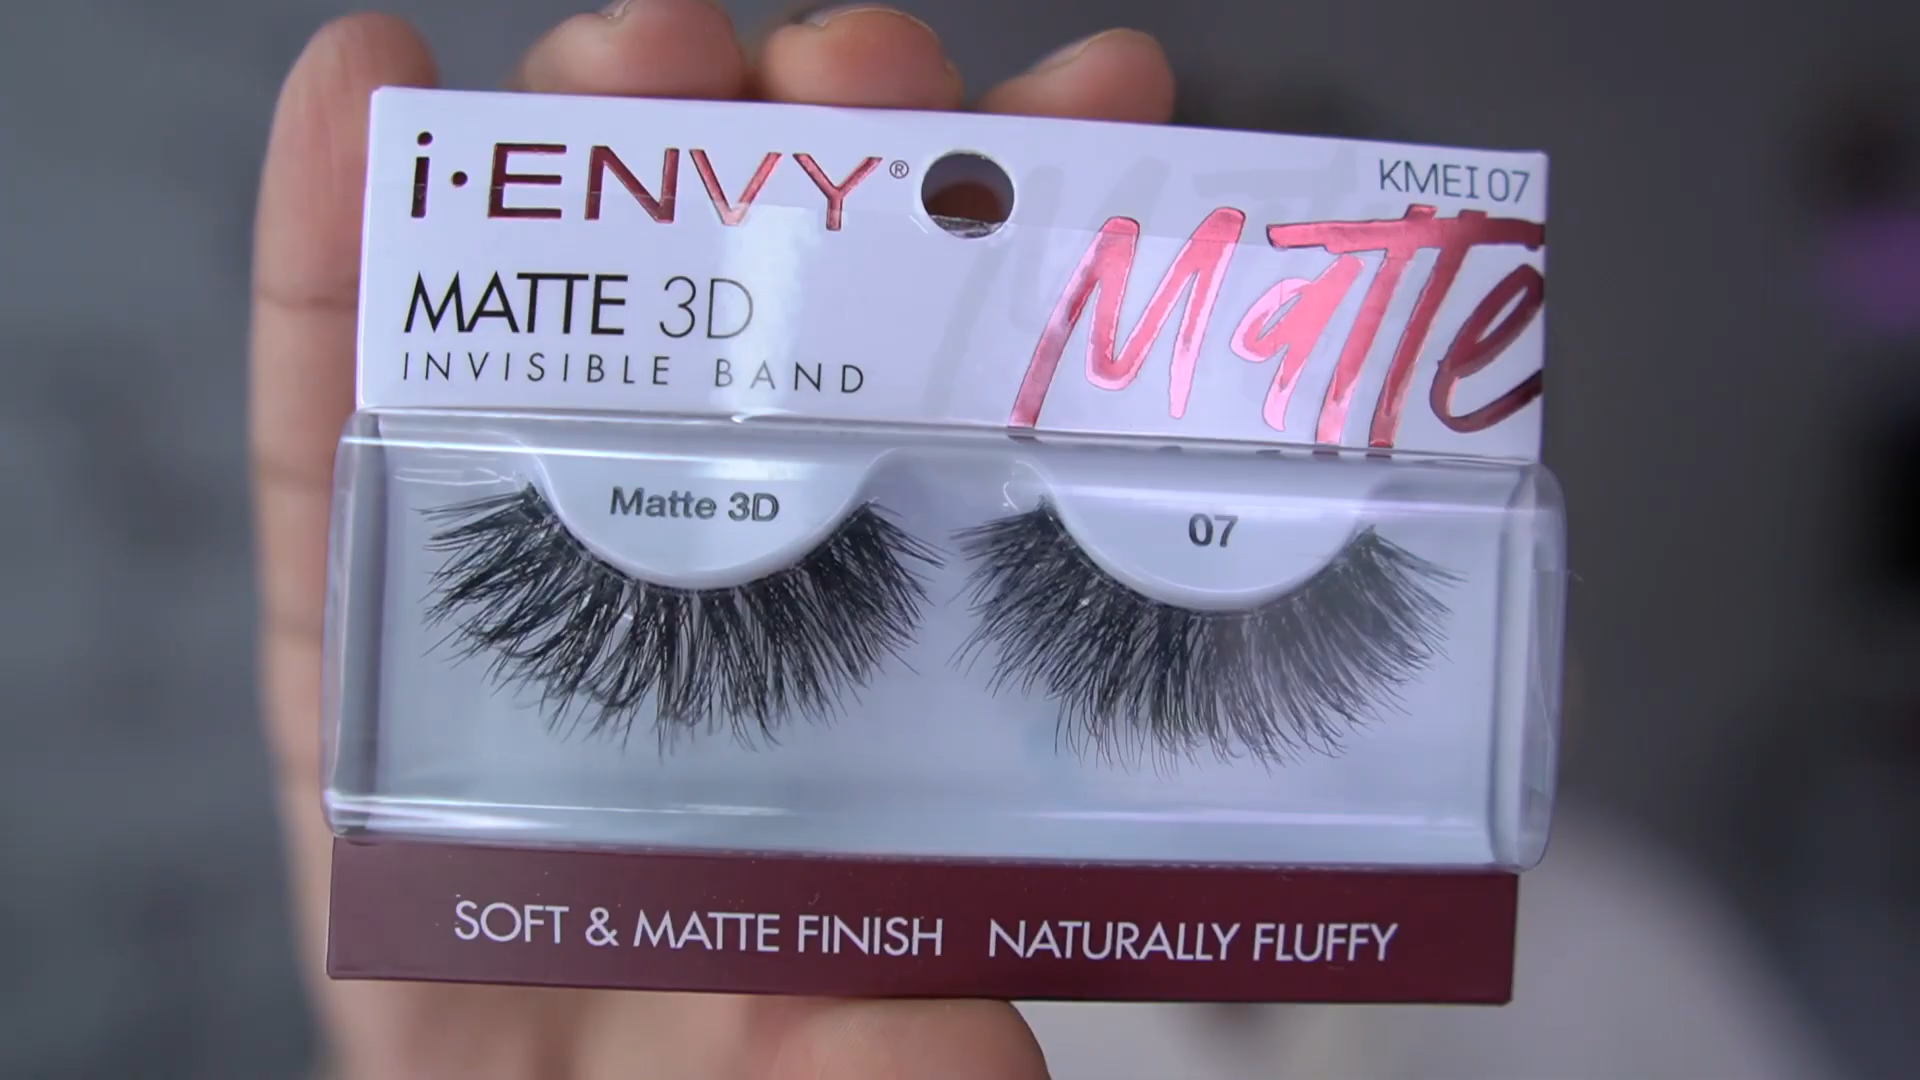 i·ENVY®
KMEI 07
Matte
MATTE 3D
INVISIBLE BAND
Matte 3D
07
SOFT & MATTE FINISH NATURALLY FLUFFY